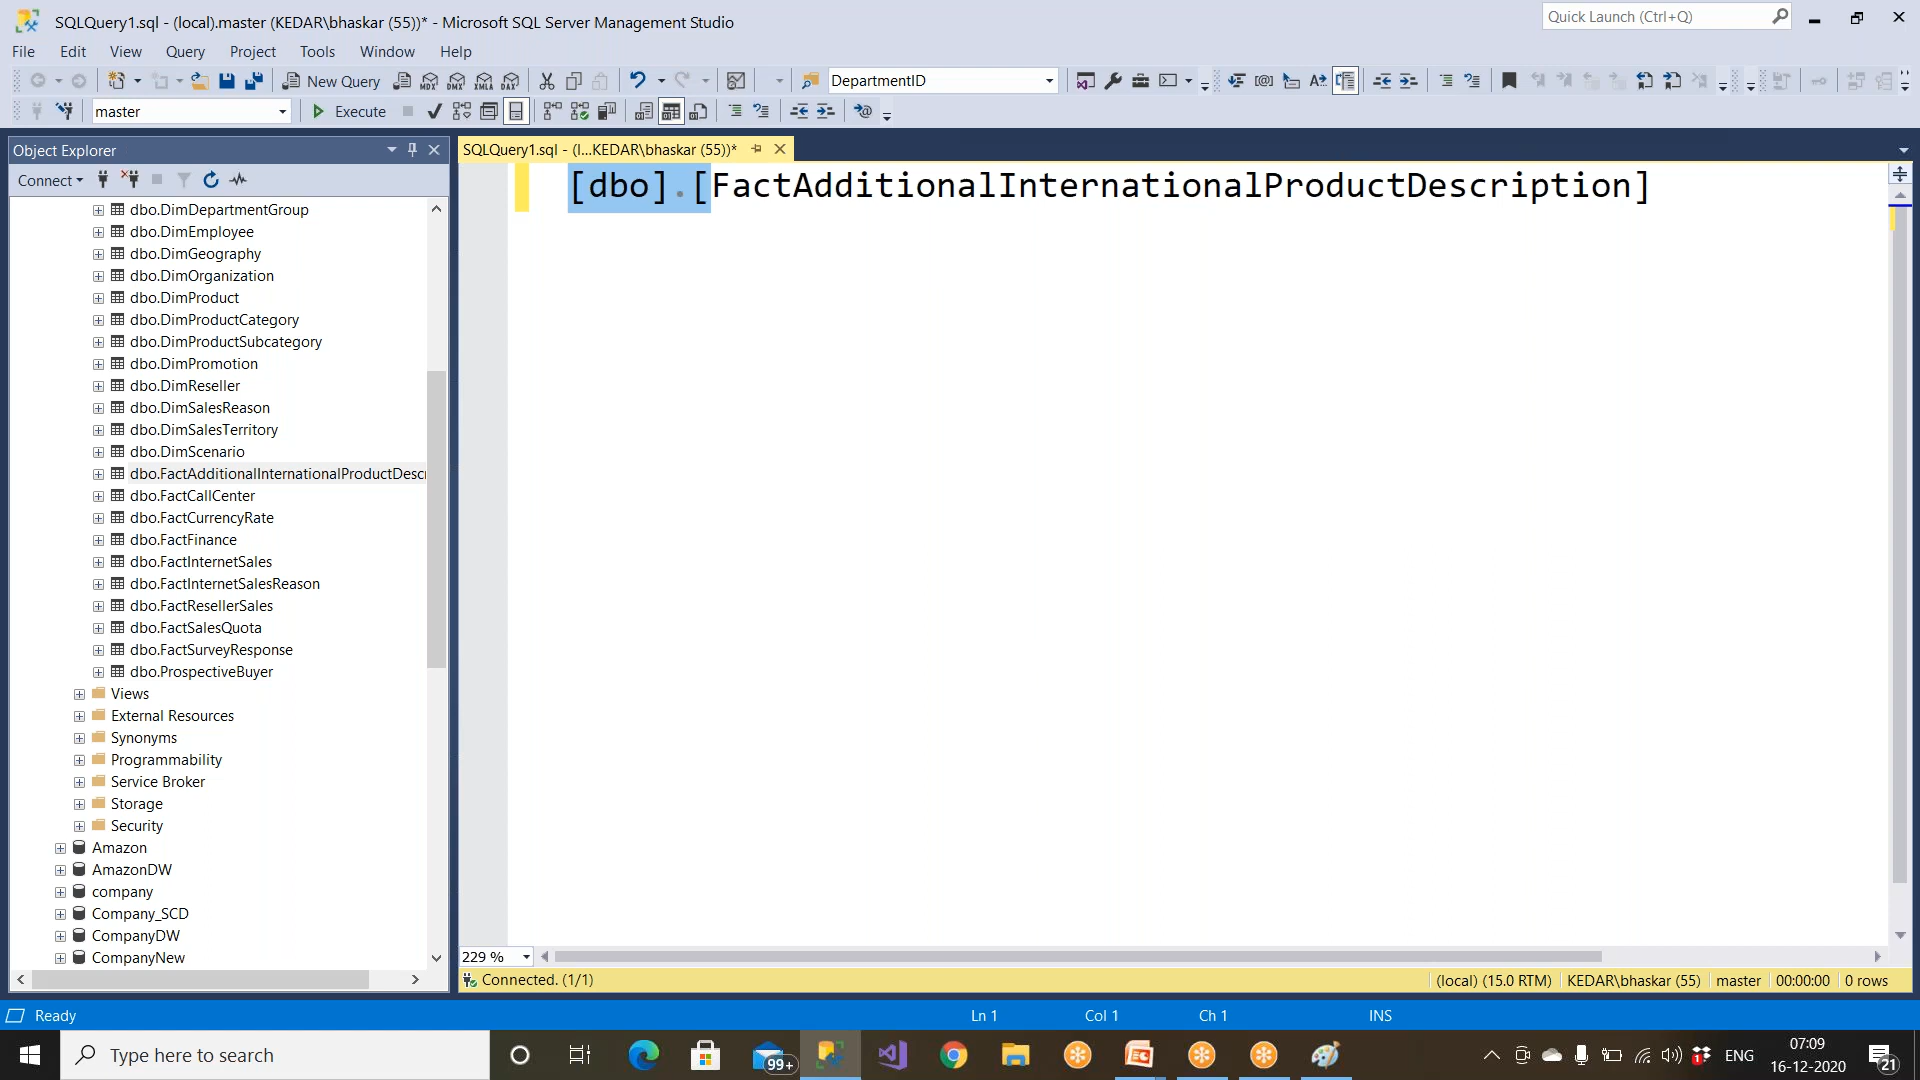 SQLQuery1.sql - (local).master (KEDAR\bhaskar (55))* - Microsoft SQL Server Management Studio
Quick Launch (Ctrl+Q)
File Edit View Query Project Tools Window Help
New Query
MDX DMX XMLA DAX
DepartmentID
master
Execute
Object Explorer
SQLQuery1.sql - (l...KEDAR\bhaskar (55))*
Connect
[dbo].[FactAdditionalInternationalProductDescription]
dbo.DimDepartmentGroup
dbo.DimEmployee
dbo.DimGeography
dbo.DimOrganization
dbo.DimProduct
dbo.DimProductCategory
dbo.DimProductSubcategory
dbo.DimPromotion
dbo.DimReseller
dbo.DimSalesReason
dbo.DimSalesTerritory
dbo.DimScenario
dbo.FactAdditionalInternationalProductDescr
dbo.FactCallCenter
dbo.FactCurrencyRate
dbo.FactFinance
dbo.FactInternetSales
dbo.FactInternetSalesReason
dbo.FactResellerSales
dbo.FactSalesQuota
dbo.FactSurveyResponse
dbo.ProspectiveBuyer
Views
External Resources
Synonyms
Programmability
Service Broker
Storage
Security
Amazon
AmazonDW
company
Company_SCD
CompanyDW
CompanyNew
229 %
Connected. (1/1)
(local) (15.0 RTM) KEDAR\bhaskar (55) master 00:00:00 0 rows
Ready
Ln 1 Col 1 Ch 1 INS
Type here to search
99+
ENG
07:09
16-12-2020
21